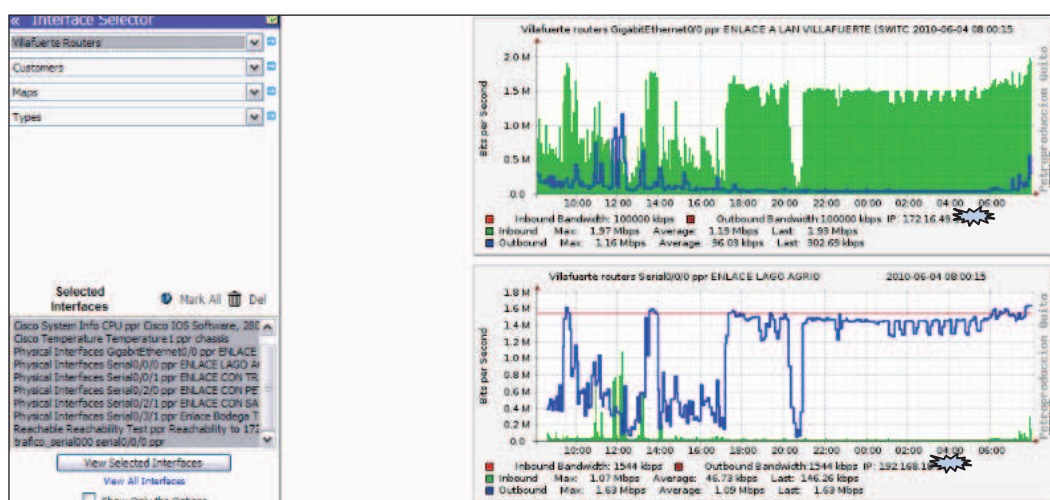 « Interface Selector
Villafuerte Routers
Customers
Maps
Types
Selected
Interfaces
Mark All Del
Cisco System Info CPU ppr Cisco IOS Software, 280
Cisco Temperature Temperature1 ppr chassis
Physical Interfaces GigabitEthernet0/0 ppr ENLACE
Physical Interfaces Serial0/0/0 ppr ENLACE LAGO
Physical Interfaces Serial0/0/1 ppr ENLACE CON TR
Physical Interfaces Serial0/2/0 ppr ENLACE CON PE
Physical Interfaces Serial0/2/1 ppr ENLACE CON SA
Physical Interfaces Serial0/3/1 ppr Enlace Bodega T
Reachable Reachability Test ppr Reachability to 172
trafico_serial000 serial0/0/0 ppr
View Selected Interfaces
View All Interfaces
Show Only the Options
Villafuerte routers GigabitEthernet0/0 ppr ENLACE A LAN VILLAFUERTE (SWITC 2010-06-04 08:00:15
Bits per Second
2.0 M
1.5 M
1.0 M
0.5 M
0.0
10:00 12:00 14:00 16:00 18:00 20:00 22:00 00:00 02:00 04:00 06:00
Inbound Bandwidth: 100000 kbps Outbound Bandwidth:100000 kbps IP: 172.16.49
Inbound Max: 1.97 Mbps Average: 1.19 Mbps Last: 1.93 Mbps
Outbound Max: 1.16 Mbps Average: 96.03 kbps Last: 302.69 kbps
Petroproduccion Quito
Villafuerte routers Serial0/0/0 ppr ENLACE LAGO AGRIO 2010-06-04 08:00:15
Bits per Second
1.8 M
1.6 M
1.4 M
1.2 M
1.0 M
0.8 M
0.6 M
0.4 M
0.2 M
0.0
10:00 12:00 14:00 16:00 18:00 20:00 22:00 00:00 02:00 04:00 06:00
Inbound Bandwidth: 1544 kbps Outbound Bandwidth:1544 kbps IP: 192.168.1
Inbound Max: 1.07 Mbps Average: 46.73 kbps Last: 146.26 kbps
Outbound Max: 1.63 Mbps Average: 1.09 Mbps Last: 1.63 Mbps
Petroproduccion Quito